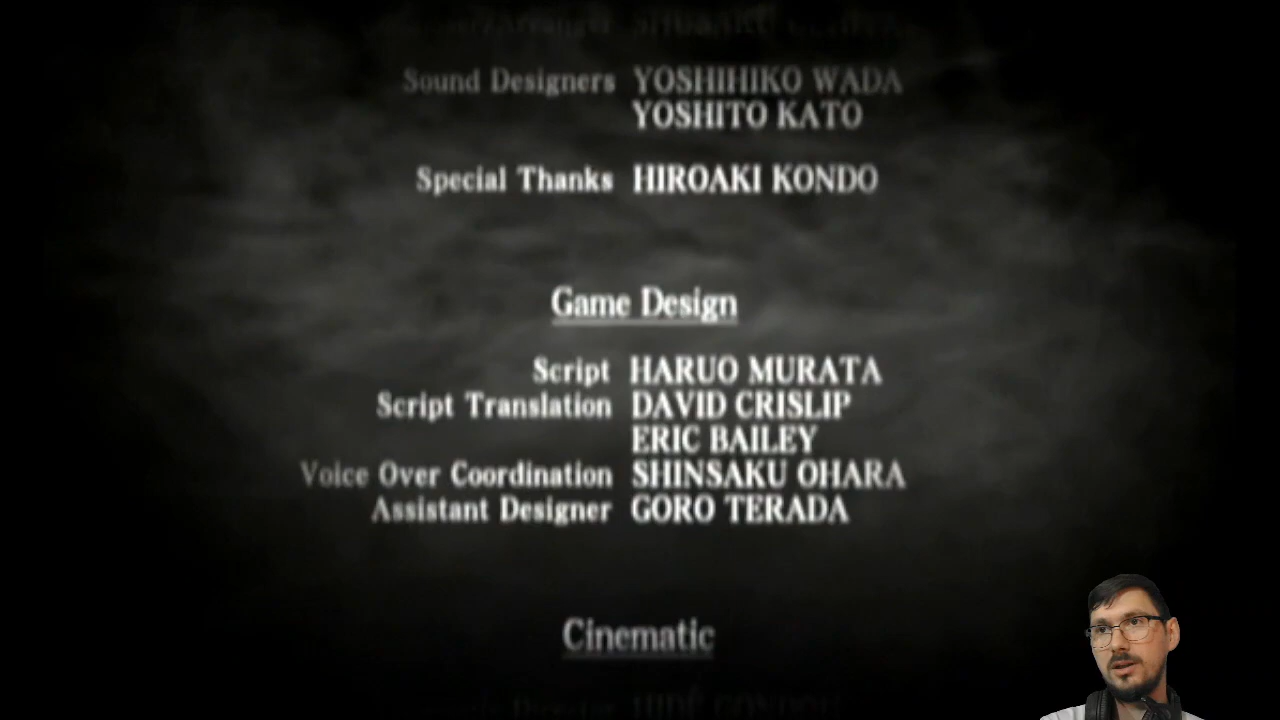 Sound Designers YOSHIHIKO WADA
YOSHITO KATO
Special Thanks HIROAKI KONDO
Game Design
Script HARUO MURATA
Script Translation DAVID CRISLIP
ERIC BAILEY
Voice Over Coordination SHINSAKU OHARA
Assistant Designer GORO TERADA
Cinematic